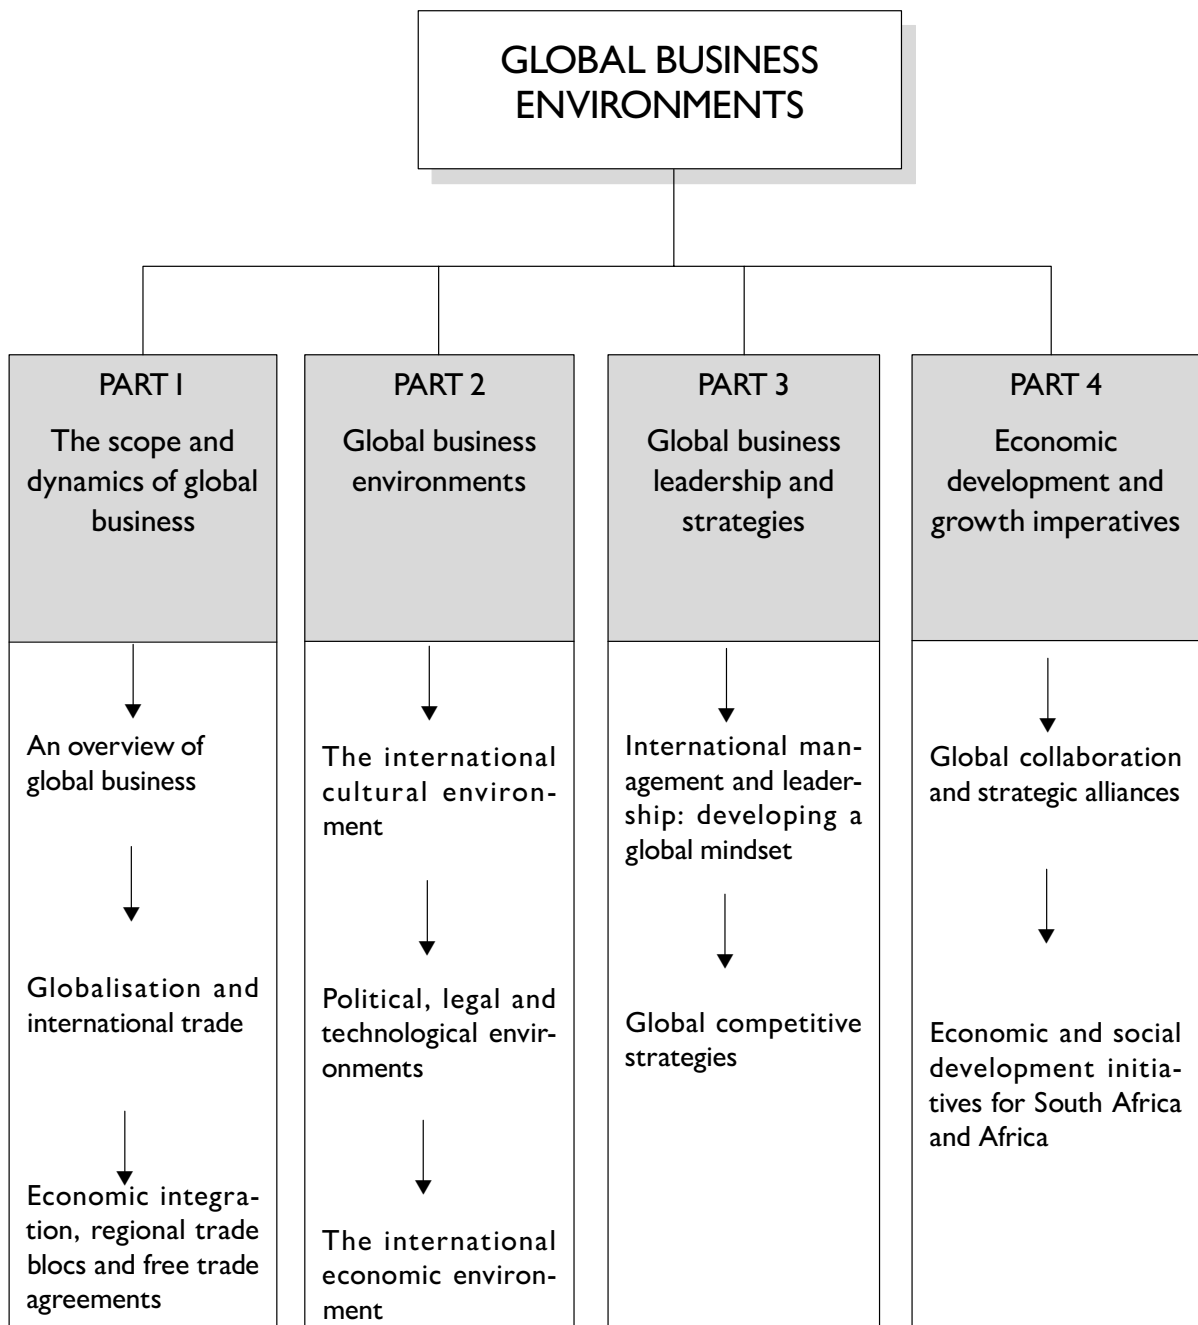 GLOBAL BUSINESS
ENVIRONMENTS
PART 1
The scope and
dynamics of global
business
An overview of
global business
Globalisation and
international trade
Economic integra-
tion, regional trade
blocs and free trade
agreements
PART 2
Global business
environments
The international
cultural environ-
ment
Political, legal and
technological envir-
onments
The international
economic environ-
ment
PART 3
Global business
leadership and
strategies
International man-
agement and leader-
ship: developing a
global mindset
Global competitive
strategies
PART 4
Economic
development and
growth imperatives
Global collaboration
and strategic alliances
Economic and social
development initia-
tives for South Africa
and Africa